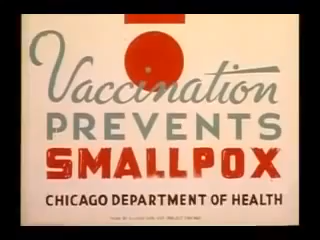 Vaccination
PREVENTS
SMALLPOX
CHICAGO DEPARTMENT OF HEALTH